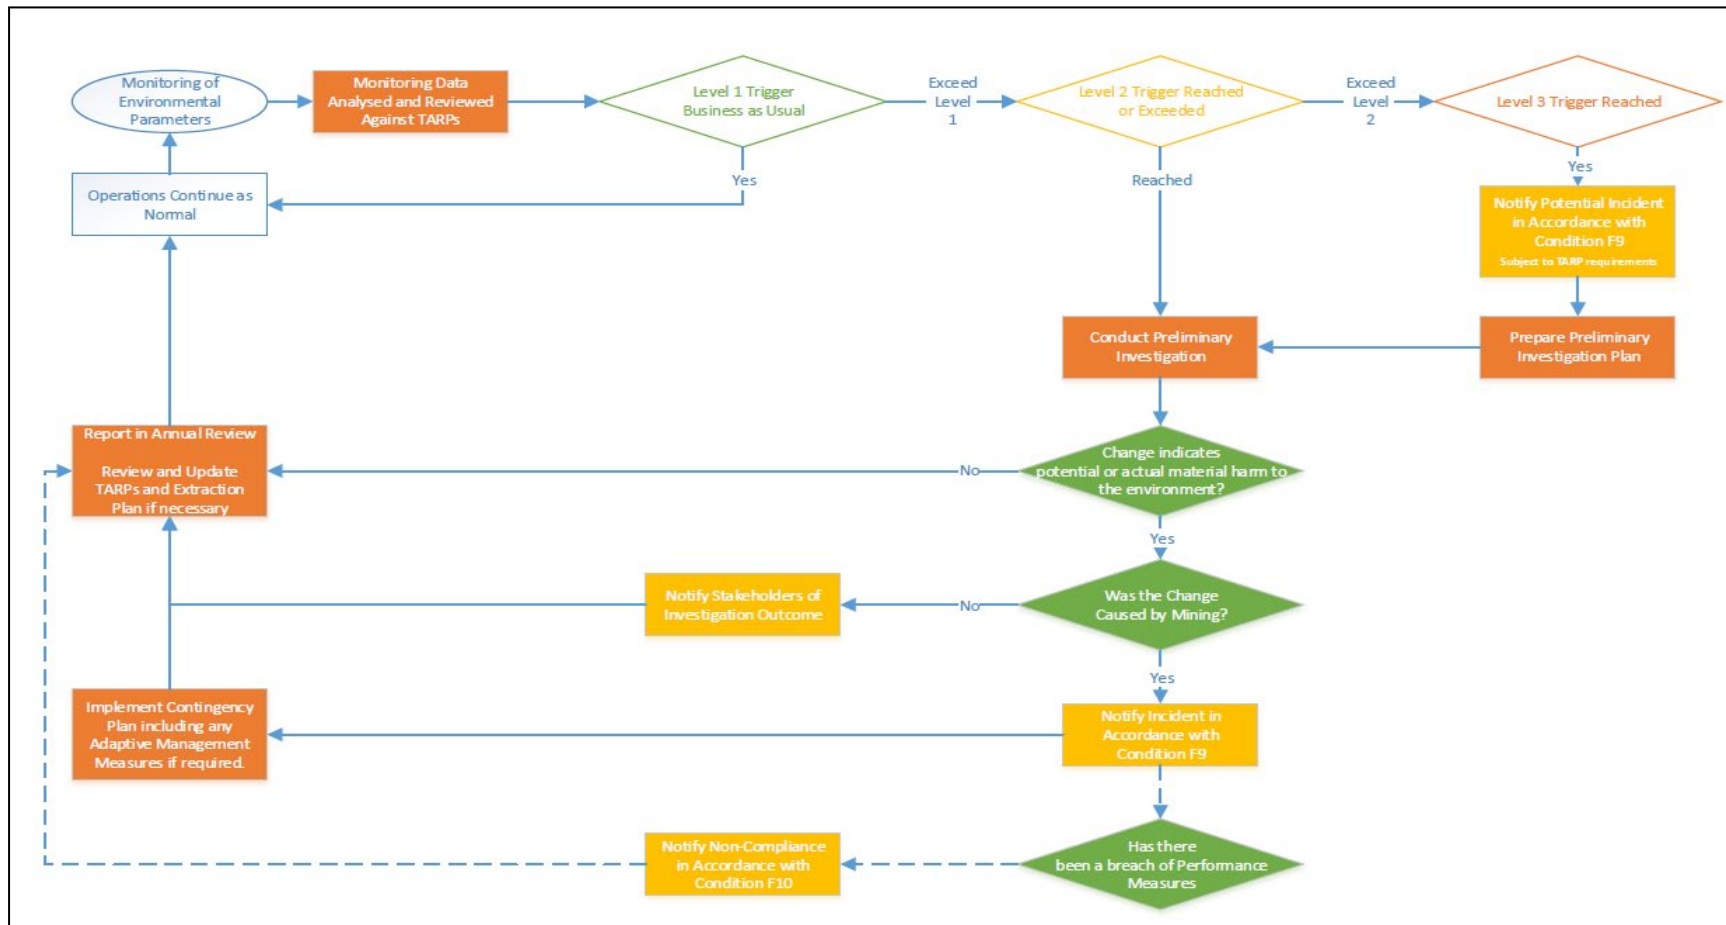 Monitoring of
Environmental
Parameters
Monitoring Data
Analysed and Reviewed
Against TARPs
Level 1 Trigger
Business as Usual
Exceed
Level
1
Level 2 Trigger Reached
or Exceeded
Exceed
Level
2
Level 3 Trigger Reached
Yes
Reached
Yes
Operations Continue as
Normal
Notify Potential Incident
in Accordance with
Condition F9
Subject to TARP requirements
Conduct Preliminary
Investigation
Prepare Preliminary
Investigation Plan
Report in Annual Review
Review and Update
TARPs and Extraction
Plan if necessary
No
Change indicates
potential or actual material harm to
the environment?
Yes
Notify Stakeholders of
Investigation Outcome
No
Was the Change
Caused by Mining?
Yes
Implement Contingency
Plan including any
Adaptive Management
Measures if required.
Notify Incident in
Accordance with
Condition F9
Notify Non-Compliance
in Accordance with
Condition F10
Has there
been a breach of Performance
Measures